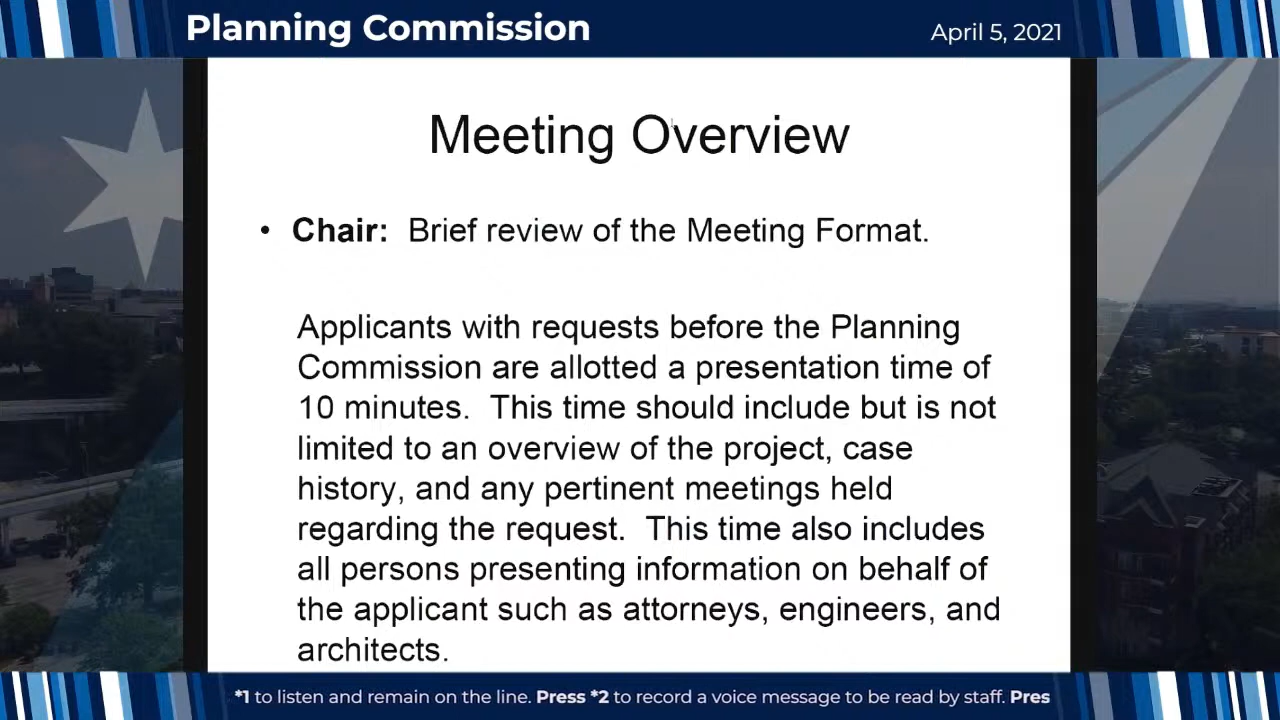 Planning Commission
April 5, 2021
Meeting Overview
• Chair: Brief review of the Meeting Format.
Applicants with requests before the Planning
Commission are allotted a presentation time of
10 minutes. This time should include but is not
limited to an overview of the project, case
history, and any pertinent meetings held
regarding the request. This time also includes
all persons presenting information on behalf of
the applicant such as attorneys, engineers, and
architects.
*1 to listen and remain on the line. Press *2 to record a voice message to be read by staff. Pres